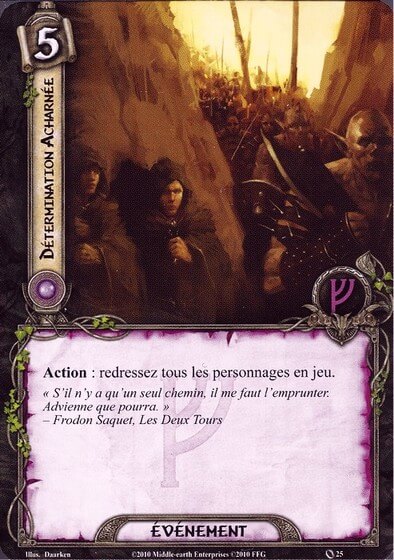 5
DÉTERMINATION ACHARNÉE
Action : redressez tous les personnages en jeu.
« S'il n'y a qu'un seul chemin, il me faut l'emprunter.
Advienne que pourra. »
– Frodon Saquet, Les Deux Tours
ÉVÉNEMENT
Illus. Daarken
©2010 Middle-earth Enterprises ©2010 FFG
25